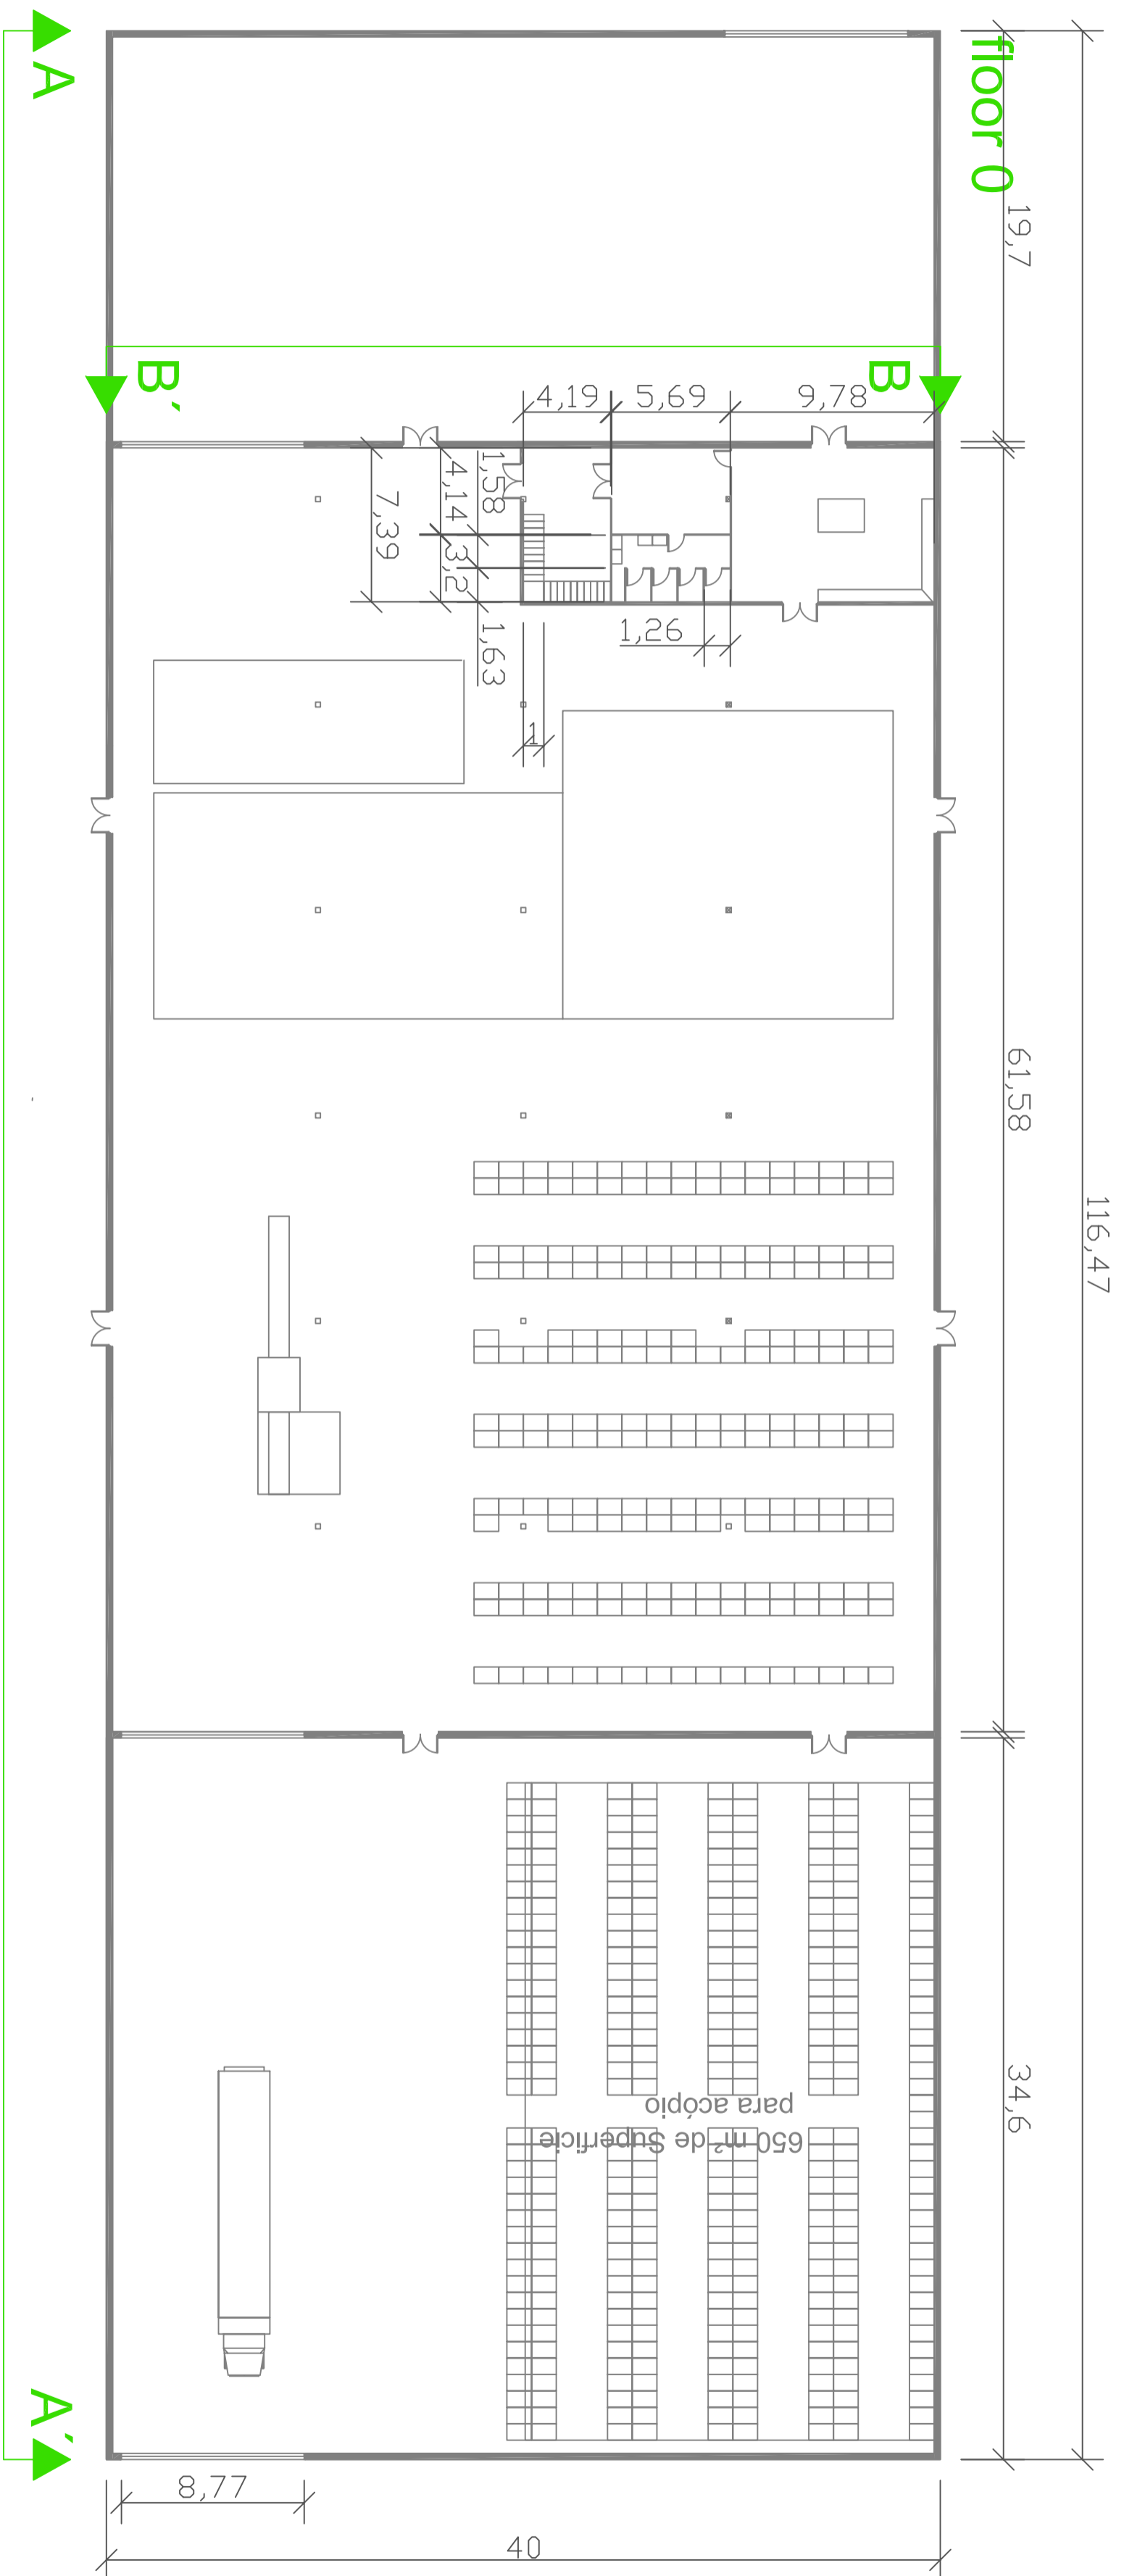 floor 0
A
19,7
B´
B
4,19
5,69
9,78
1,58
4,14
7,39
3,2
1,63
1,26
1
61,58
116,47
34,6
650 m² de Superficie
para acópio
A´
8,77
40